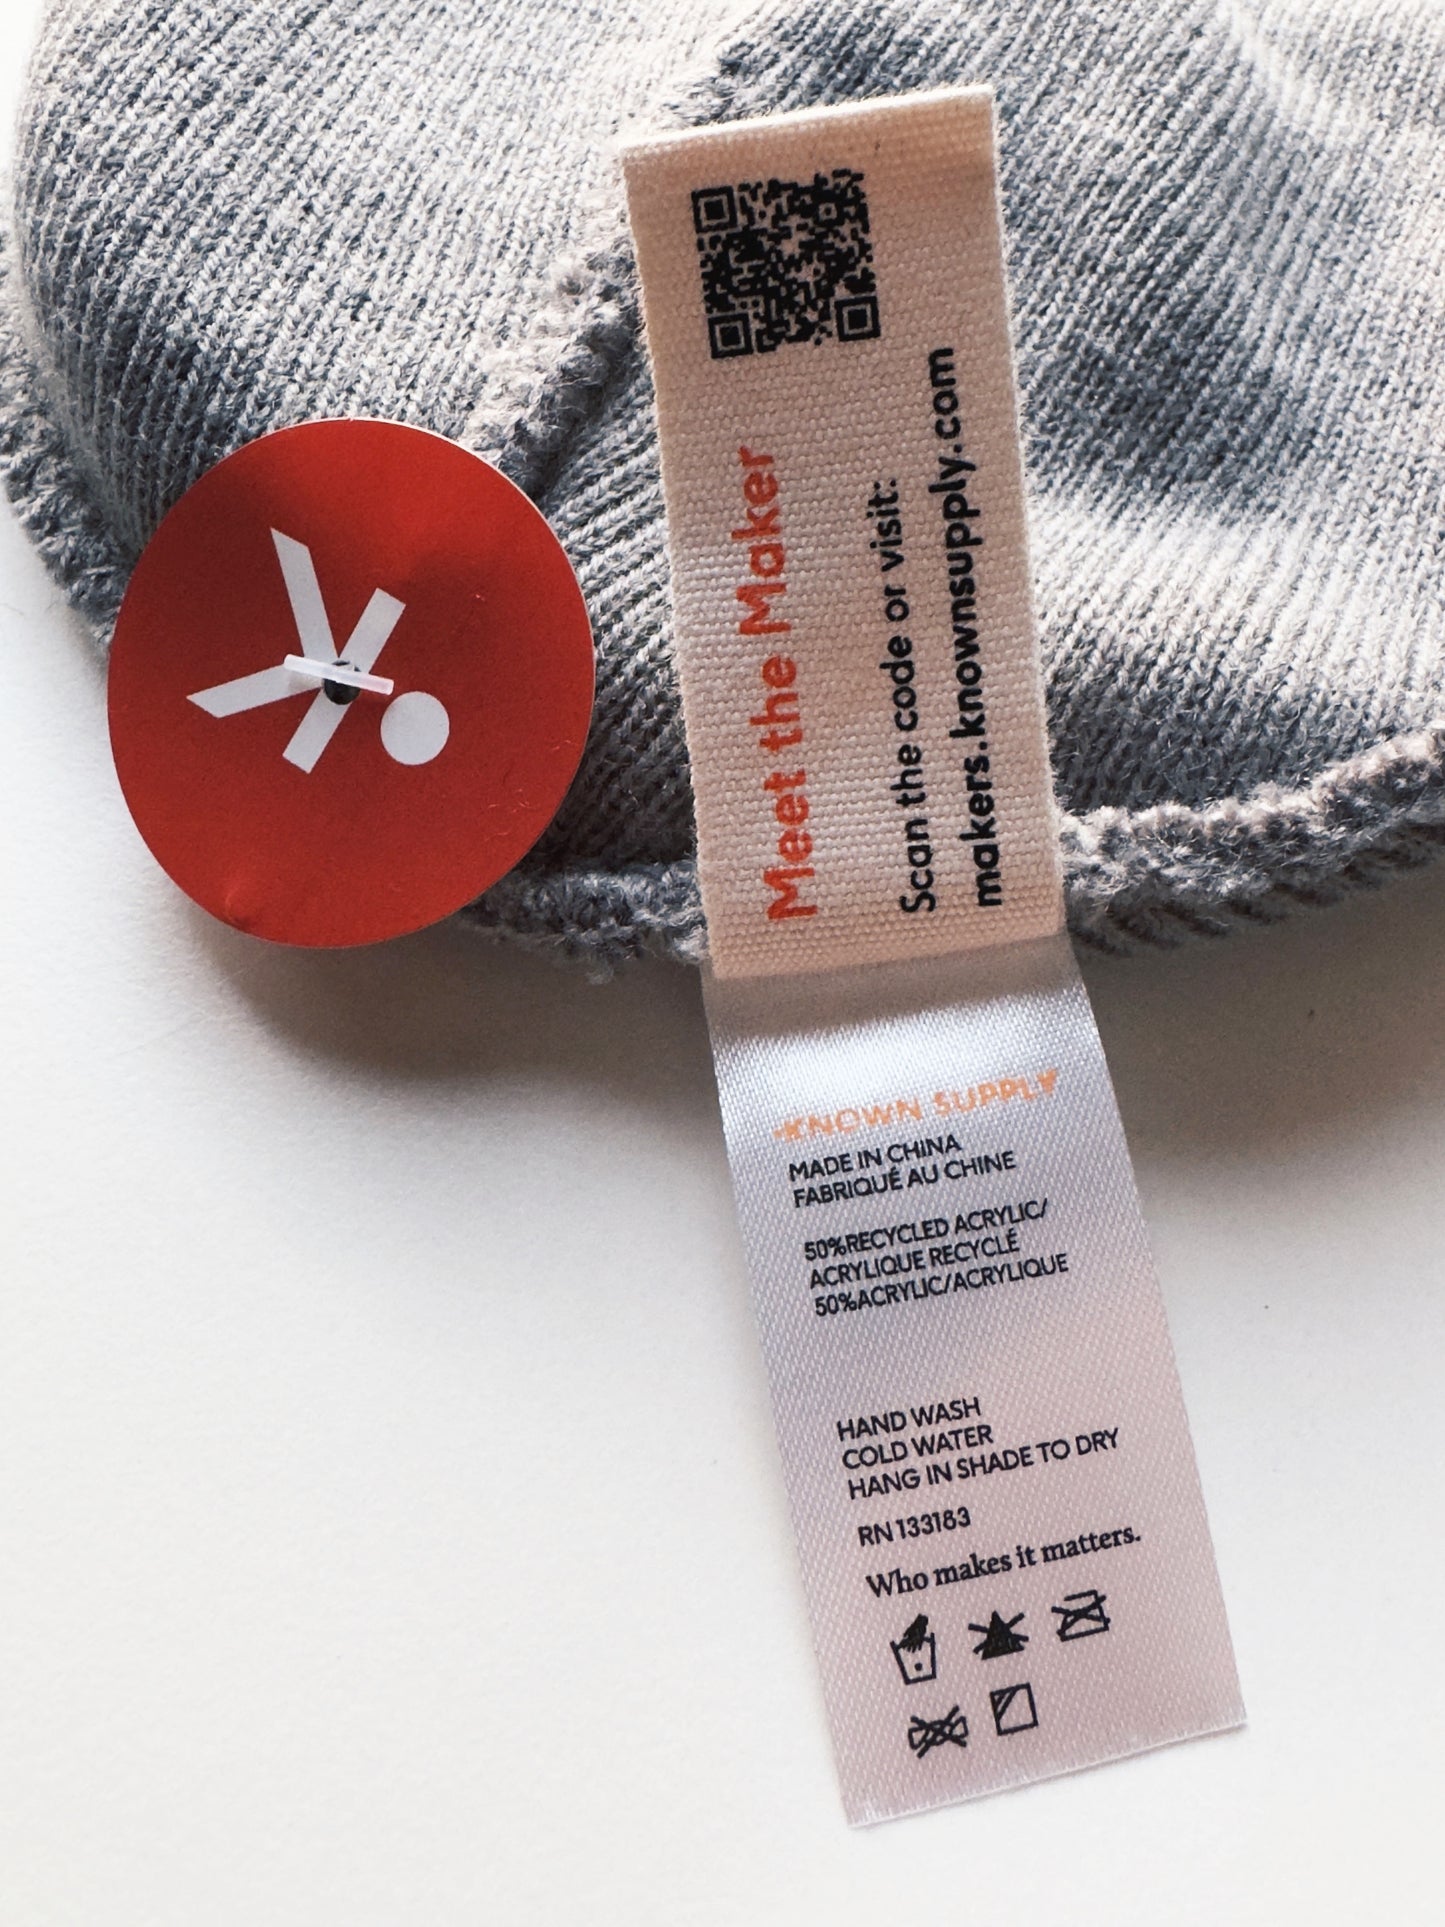 Meet the Maker
Scan the code or visit:
makers.knownsupply.com
KNOWN SUPPLY
MADE IN CHINA
FABRIQUÉ AU CHINE
50%RECYCLED ACRYLIC/
ACRYLIQUE RECYCLÉ
50%ACRYLIC/ACRYLIQUE
HAND WASH
COLD WATER
HANG IN SHADE TO DRY
RN 133183
Who makes it matters.